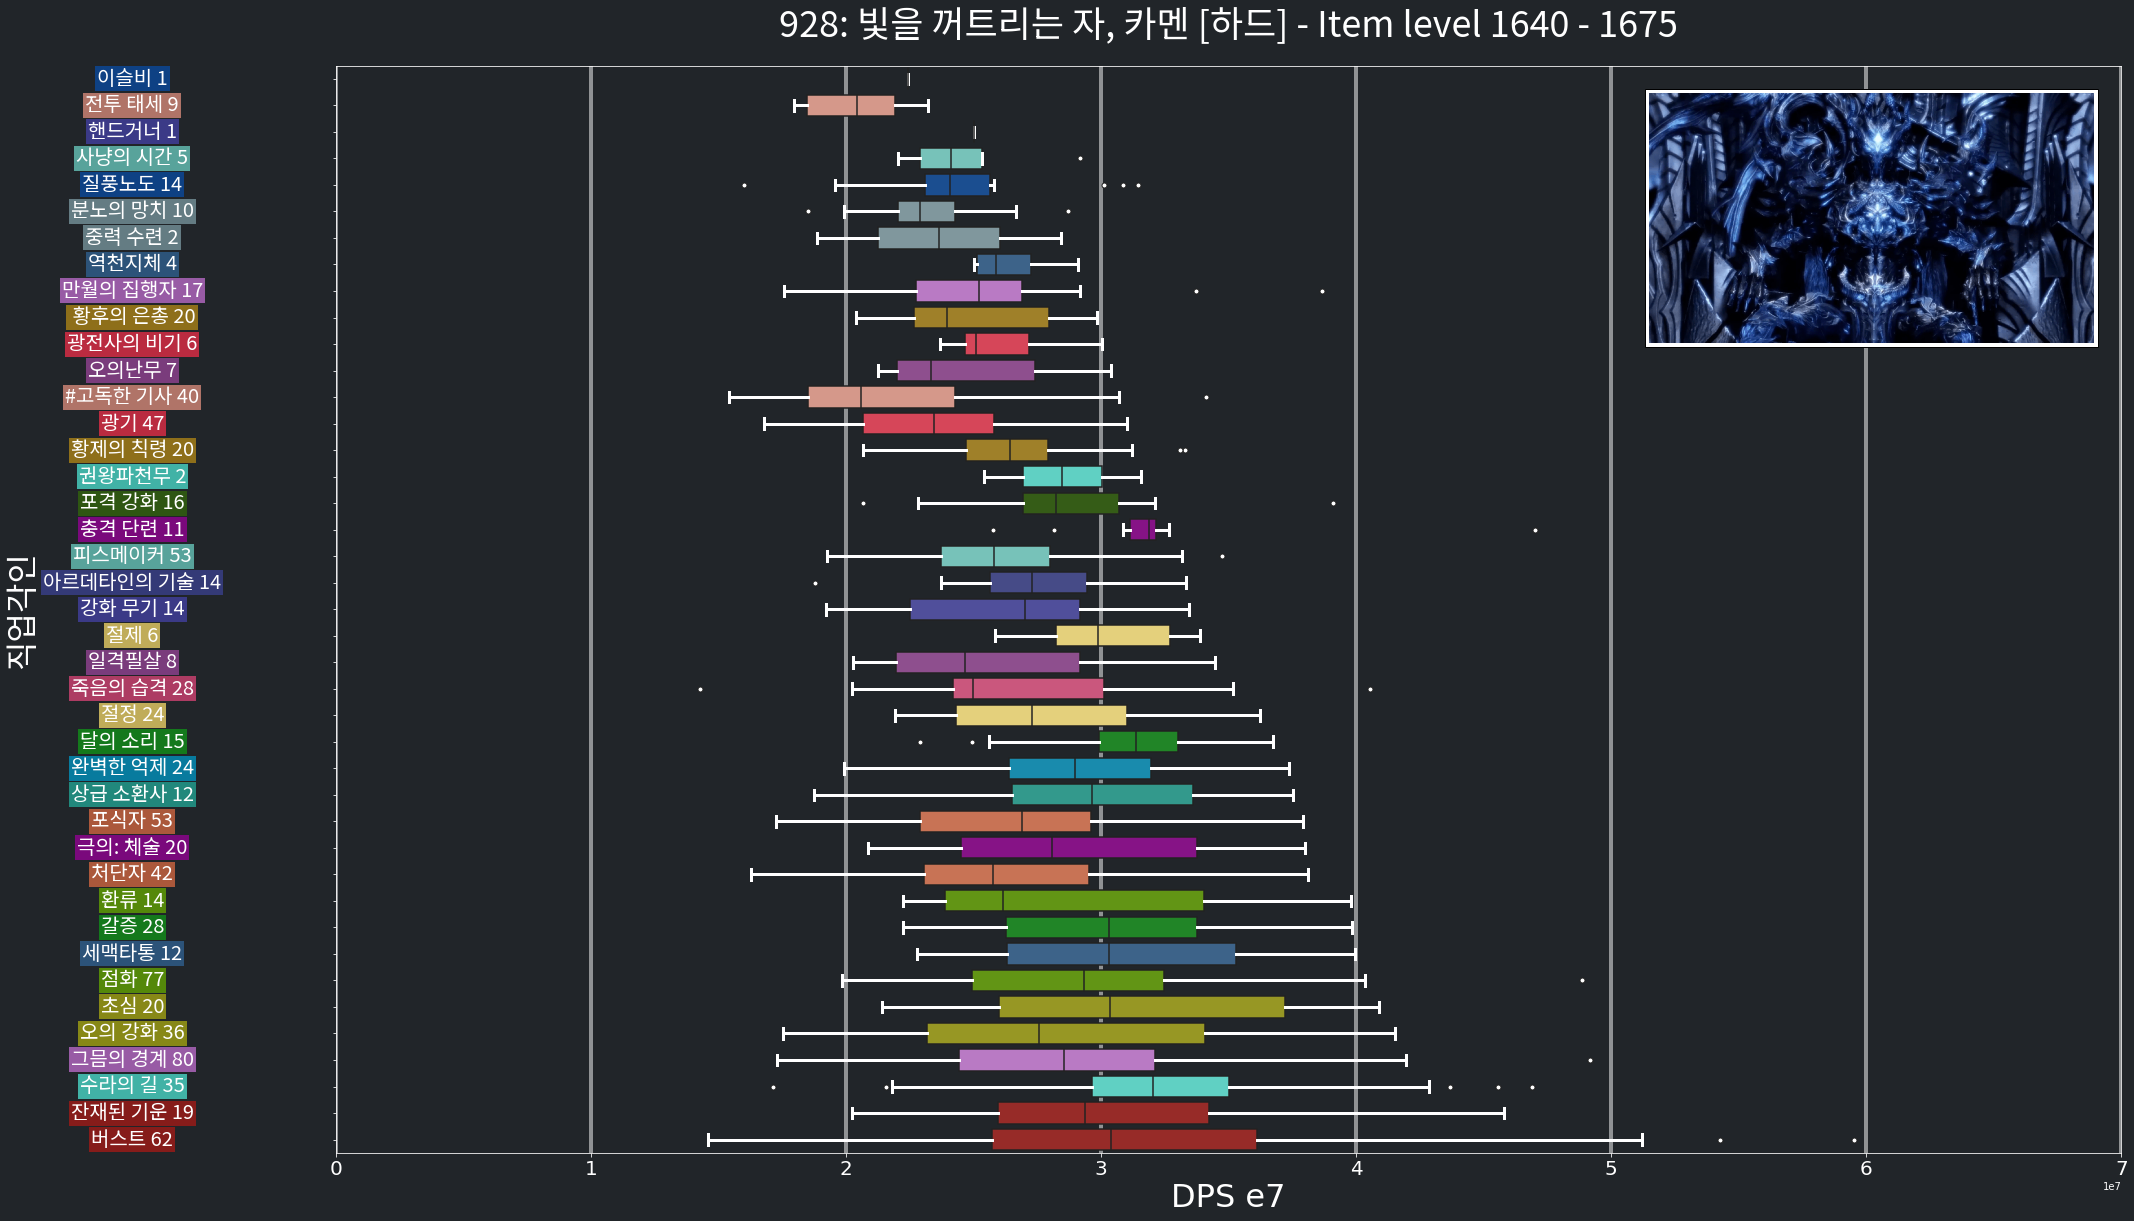 928: 빛을 꺼트리는 자, 카멘 [하드] - Item level 1640 - 1675
이슬비 1
전투 태세 9
핸드거너 1
사냥의 시간 5
질풍노도 14
분노의 망치 10
중력 수련 2
역천지체 4
만월의 집행자 17
황후의 은총 20
광전사의 비기 6
오의난무 7
#고독한 기사 40
광기 47
황제의 칙령 20
권왕파천무 2
포격 강화 16
충격 단련 11
피스메이커 53
아르데타인의 기술 14
강화 무기 14
절제 6
일격필살 8
죽음의 습격 28
절정 24
달의 소리 15
완벽한 억제 24
상급 소환사 12
포식자 53
극의: 체술 20
처단자 42
환류 14
갈증 28
세맥타통 12
점화 77
초심 20
오의 강화 36
그믐의 경계 80
수라의 길 35
잔재된 기운 19
버스트 62
직업각인
0 1 2 3 4 5 6 7
1e7
DPS e7